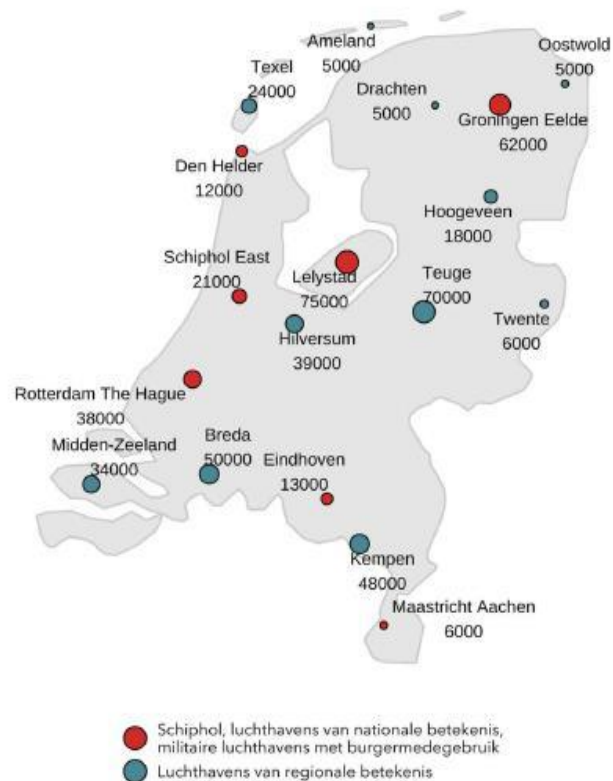 Ameland
5000
Oostwold
5000
Texel
24000
Drachten
5000
Groningen Eelde
62000
Den Helder
12000
Hoogeveen
18000
Schiphol East
21000
Lelystad
75000
Teuge
70000
Twente
6000
Hilversum
39000
Rotterdam The Hague
38000
Midden-Zeeland
34000
Breda
50000
Eindhoven
13000
Kempen
48000
Maastricht Aachen
6000
Schiphol, luchthavens van nationale betekenis,
militaire luchthavens met burgermedegebruik
Luchthavens van regionale betekenis